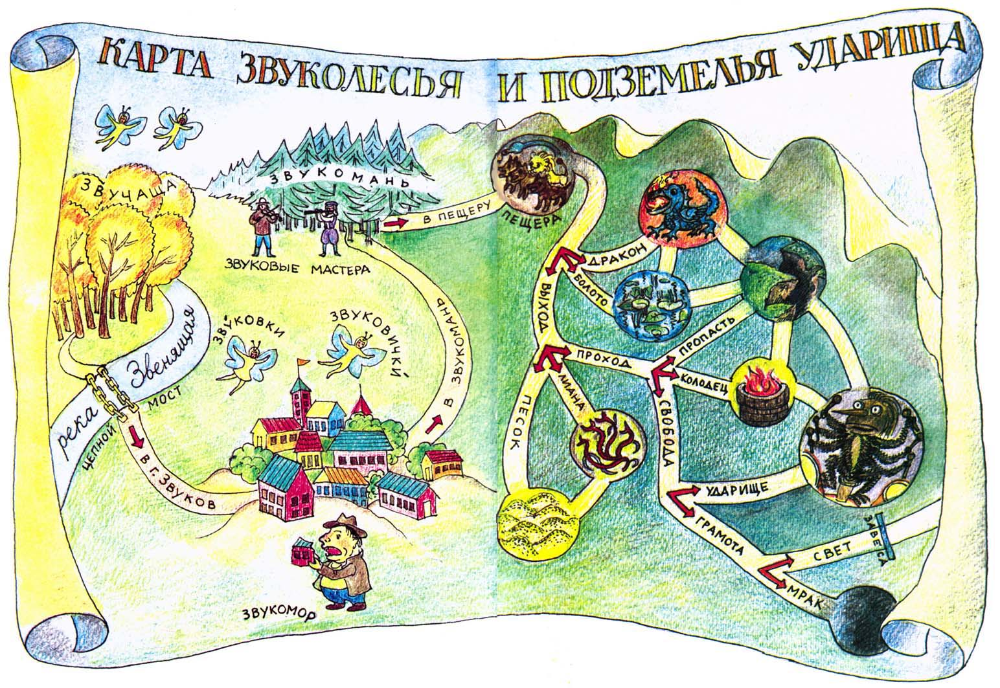 КАРТА ЗВУКОЛЕСЬЯ И ПОДЗЕМЕЛЬЯ УДАРИЩА
ЗВУЧАЩА
ЗВУКОМАНЬ
В ПЕЩЕРУ
ПЕЩЕРА
ЗВУКОВЫЕ МАСТЕРА
ДРАКОН
БОЛОТО
ВЫХОД
В ЗВУКОМАНЬ
ЗВУКОВКИ
ЗВУКОВИЧКИ
река Звенящая
ЦЕПНОЙ МОСТ
В г. ЗВУКОВ
ПРОПАСТЬ
ПРОХОД
КОЛОДЕЦ
ЛИАНА
ПЕСОК
СВОБОДА
УДАРИЩЕ
ГРАМОТА
ЗАВЕСА
СВЕТ
МРАК
ЗВУКОМОР